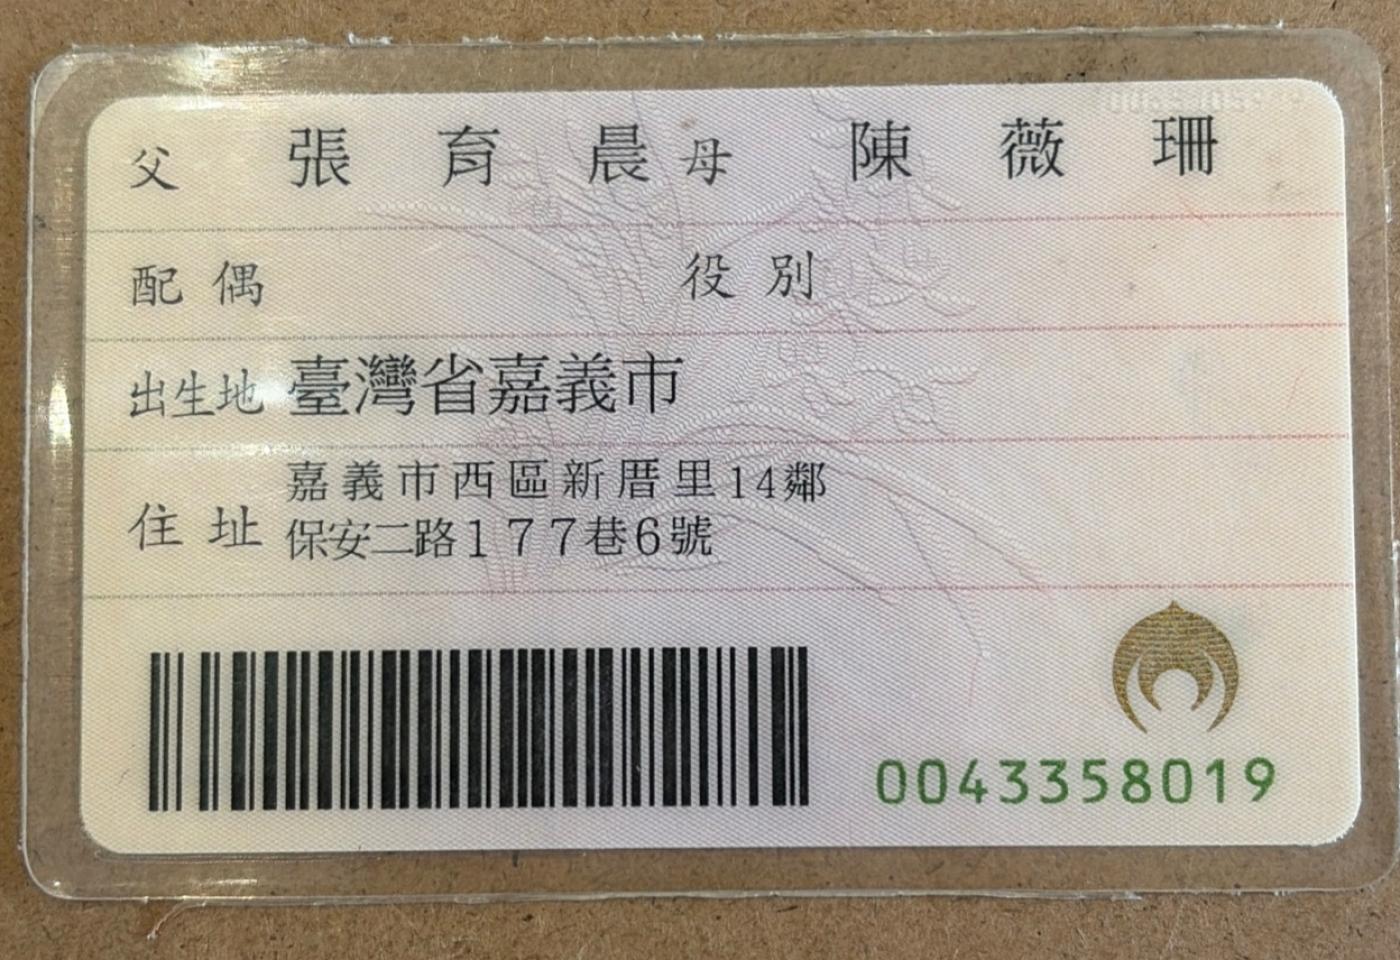 父 張育晨 母 陳薇珊
配偶 役別
出生地 臺灣省嘉義市
住址 嘉義市西區新厝里14鄰
保安二路177巷6號
0043358019